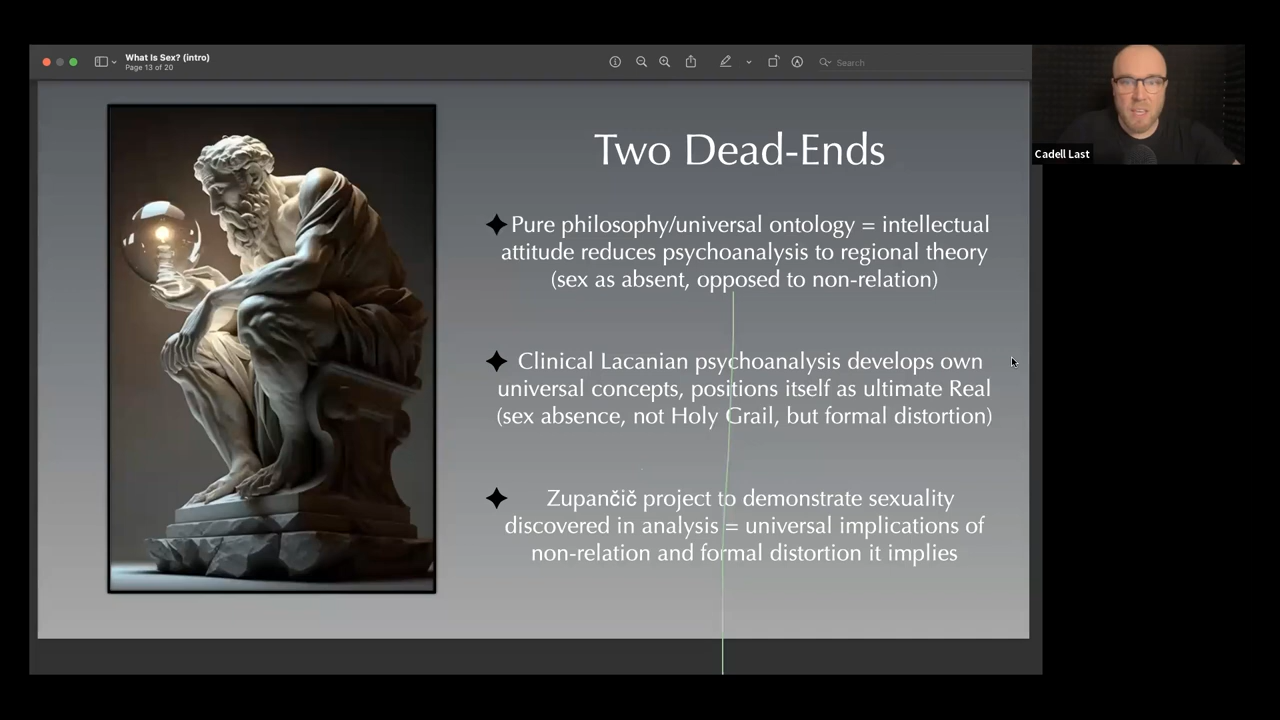 What Is Sex? (intro)
Page 13 of 20
Search
Cadell Last
Two Dead-Ends
Pure philosophy/universal ontology = intellectual
attitude reduces psychoanalysis to regional theory
(sex as absent, opposed to non-relation)
Clinical Lacanian psychoanalysis develops own
universal concepts, positions itself as ultimate Real
(sex absence, not Holy Grail, but formal distortion)
Zupančič project to demonstrate sexuality
discovered in analysis = universal implications of
non-relation and formal distortion it implies